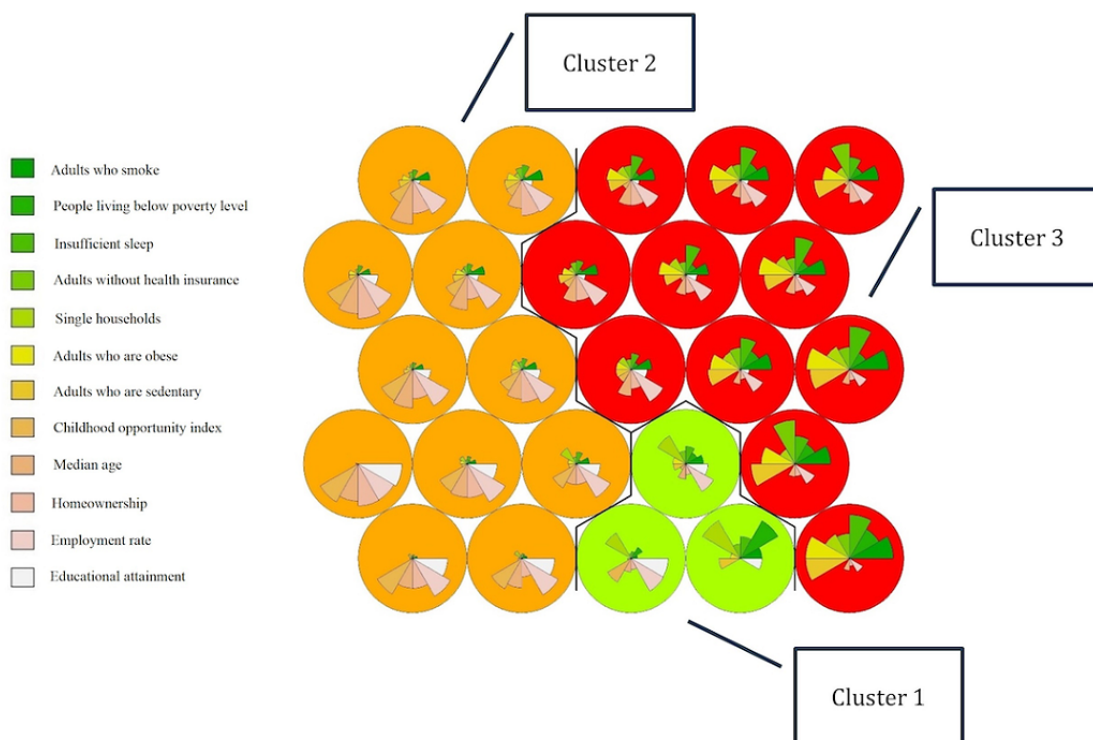 Cluster 2
Adults who smoke
People living below poverty level
Insufficient sleep
Adults without health insurance
Single households
Adults who are obese
Adults who are sedentary
Childhood opportunity index
Median age
Homeownership
Employment rate
Educational attainment
Cluster 3
Cluster 1